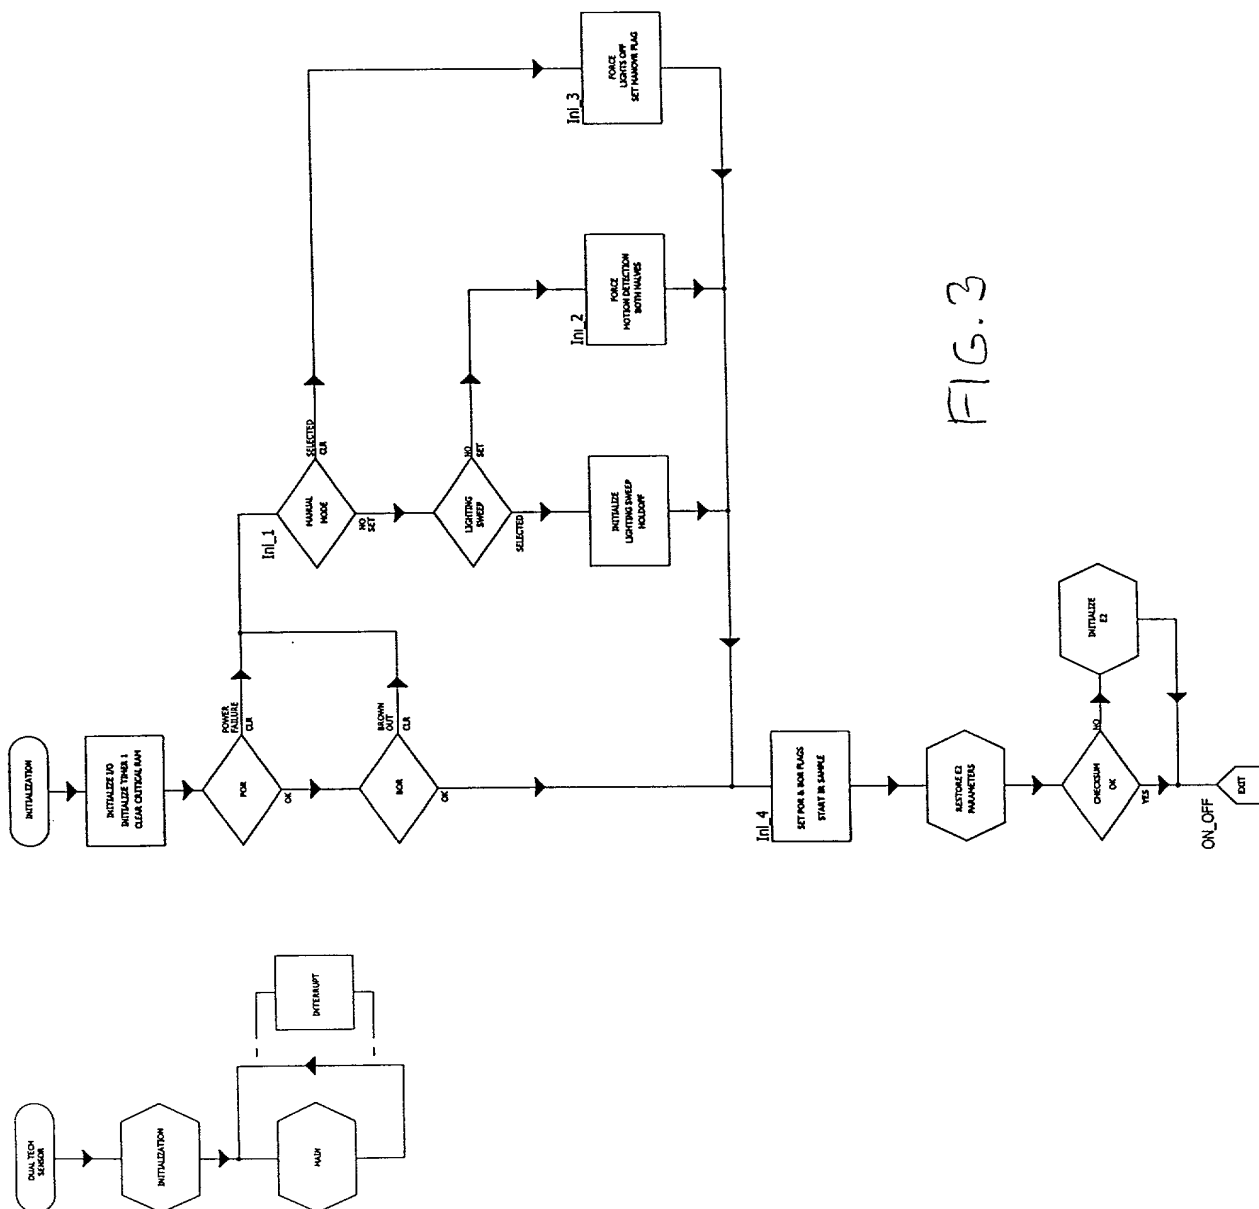 DUAL TECH
SENSOR
INITIALIZATION
MAIN
INTERRUPT
INITIALIZATION
INITIALIZE I/O
INITIALIZE TIMER 1
CLEAR CRITICAL RAM
POR
POWER
FAILURE
CLR
OK
BOR
BROWN
OUT
CLR
OK
Ini_1
MANUAL
MODE
SELECTED
CLR
NO
SET
LIGHTING
SWEEP
NO
SET
SELECTED
INITIALIZE
LIGHTING SWEEP
HOLDOFF
Ini_2
FORCE
MOTION DETECTION
BOTH HALVES
Ini_3
FORCE
LIGHTS OFF
SET MANOVR FLAG
Ini_4
SET POR & BOR FLAGS
START IR SAMPLE
RESTORE E2
PARAMETERS
CHECKSUM
OK
NO
YES
INITIALIZE
E2
ON_OFF
EXIT
FIG. 3